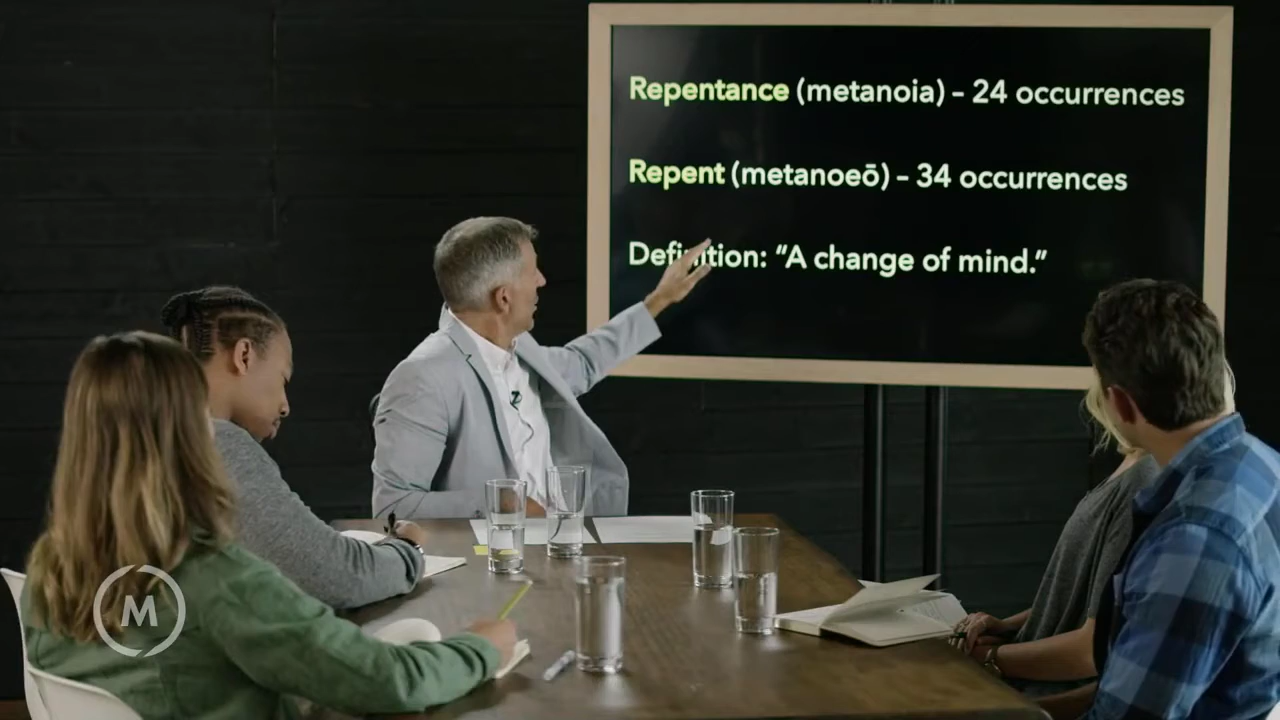 Repentance (metanoia) – 24 occurrences
Repent (metanoeō) – 34 occurrences
Definition: “A change of mind.”
M